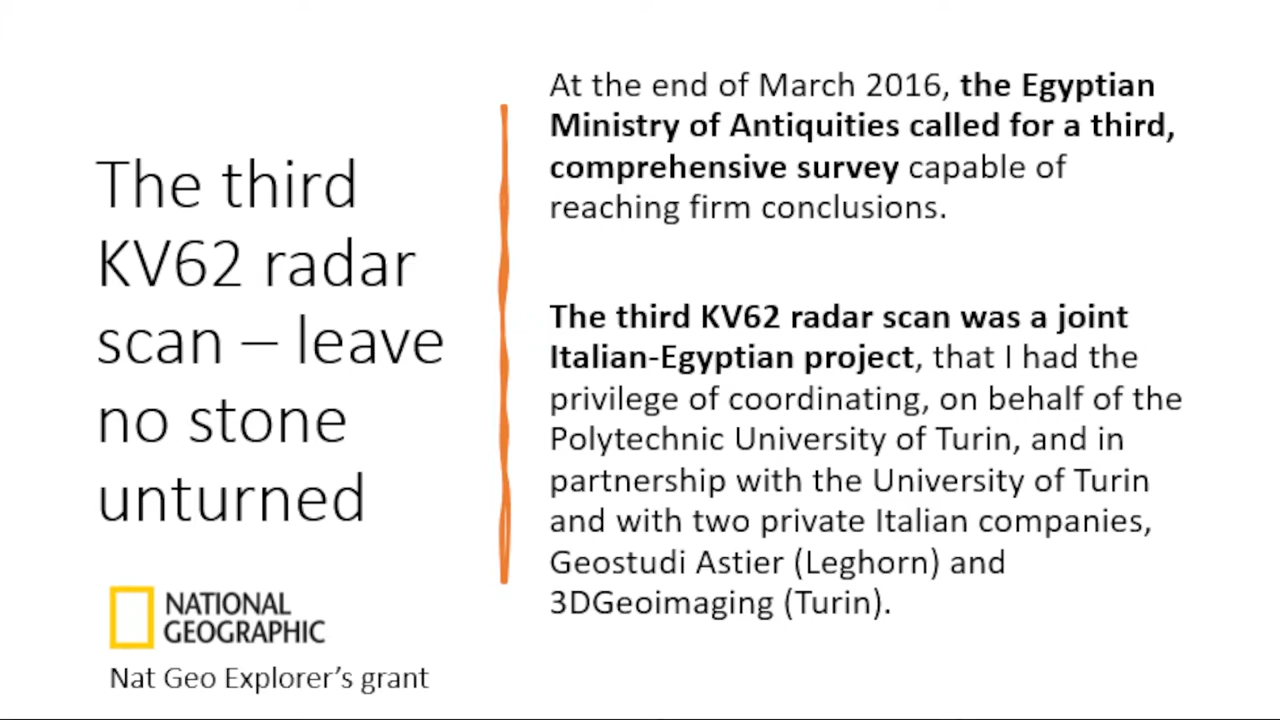 The third
KV62 radar
scan – leave
no stone
unturned
NATIONAL
GEOGRAPHIC
Nat Geo Explorer’s grant
At the end of March 2016, the Egyptian
Ministry of Antiquities called for a third,
comprehensive survey capable of
reaching firm conclusions.
The third KV62 radar scan was a joint
Italian-Egyptian project, that I had the
privilege of coordinating, on behalf of the
Polytechnic University of Turin, and in
partnership with the University of Turin
and with two private Italian companies,
Geostudi Astier (Leghorn) and
3DGeoimaging (Turin).